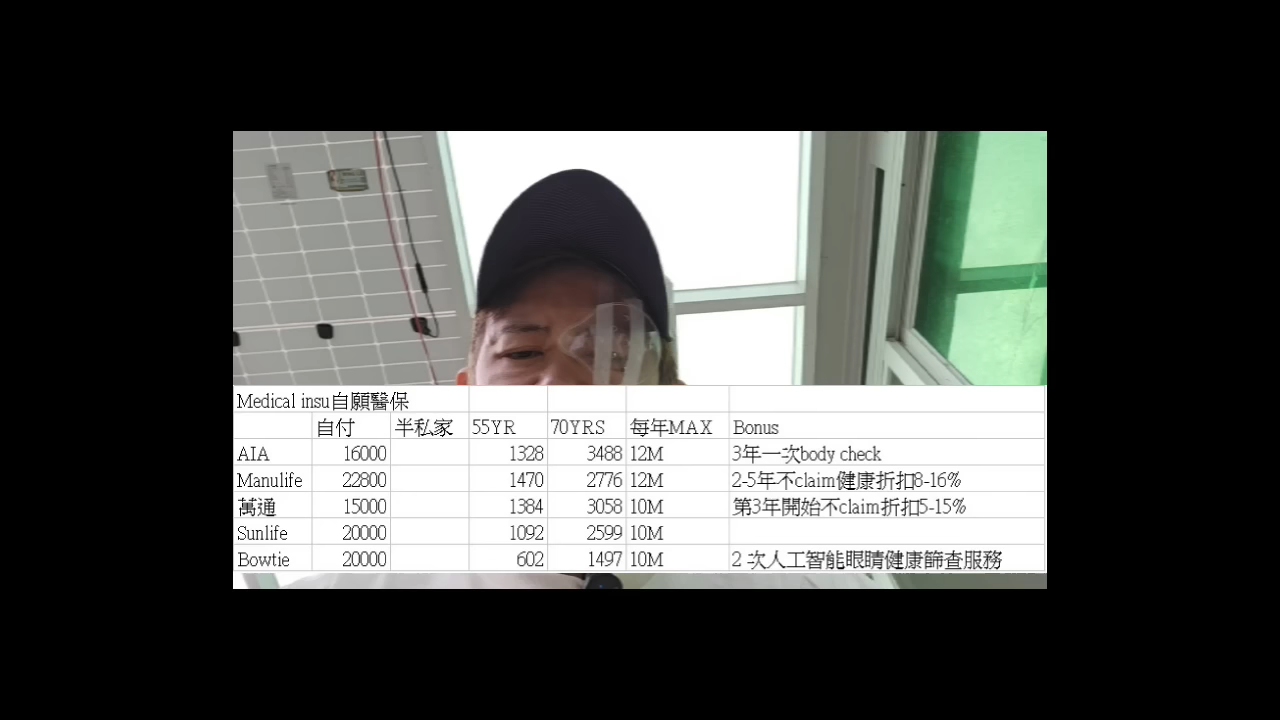 Medical insu自願醫保
自付 半私家 55YR 70YRS 每年MAX Bonus
AIA 16000 1328 3488 12M 3年一次body check
Manulife 22800 1470 2776 12M 2-5年不claim健康折扣8-16%
萬通 15000 1384 3058 10M 第3年開始不claim折扣5-15%
Sunlife 20000 1092 2599 10M
Bowtie 20000 602 1497 10M 2 次人工智能眼睛健康篩查服務